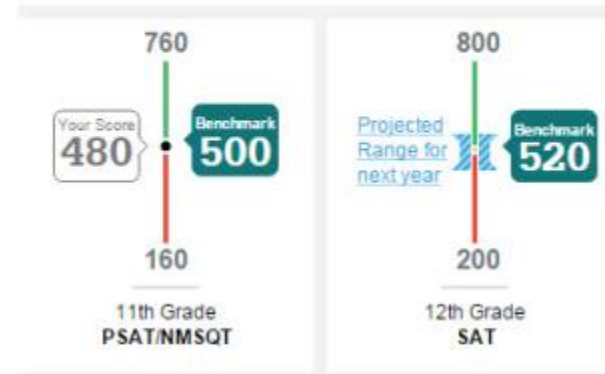 760
Your Score
480
Benchmark
500
160
11th Grade
PSAT/NMSQT
800
Projected
Range for
next year
Benchmark
520
200
12th Grade
SAT